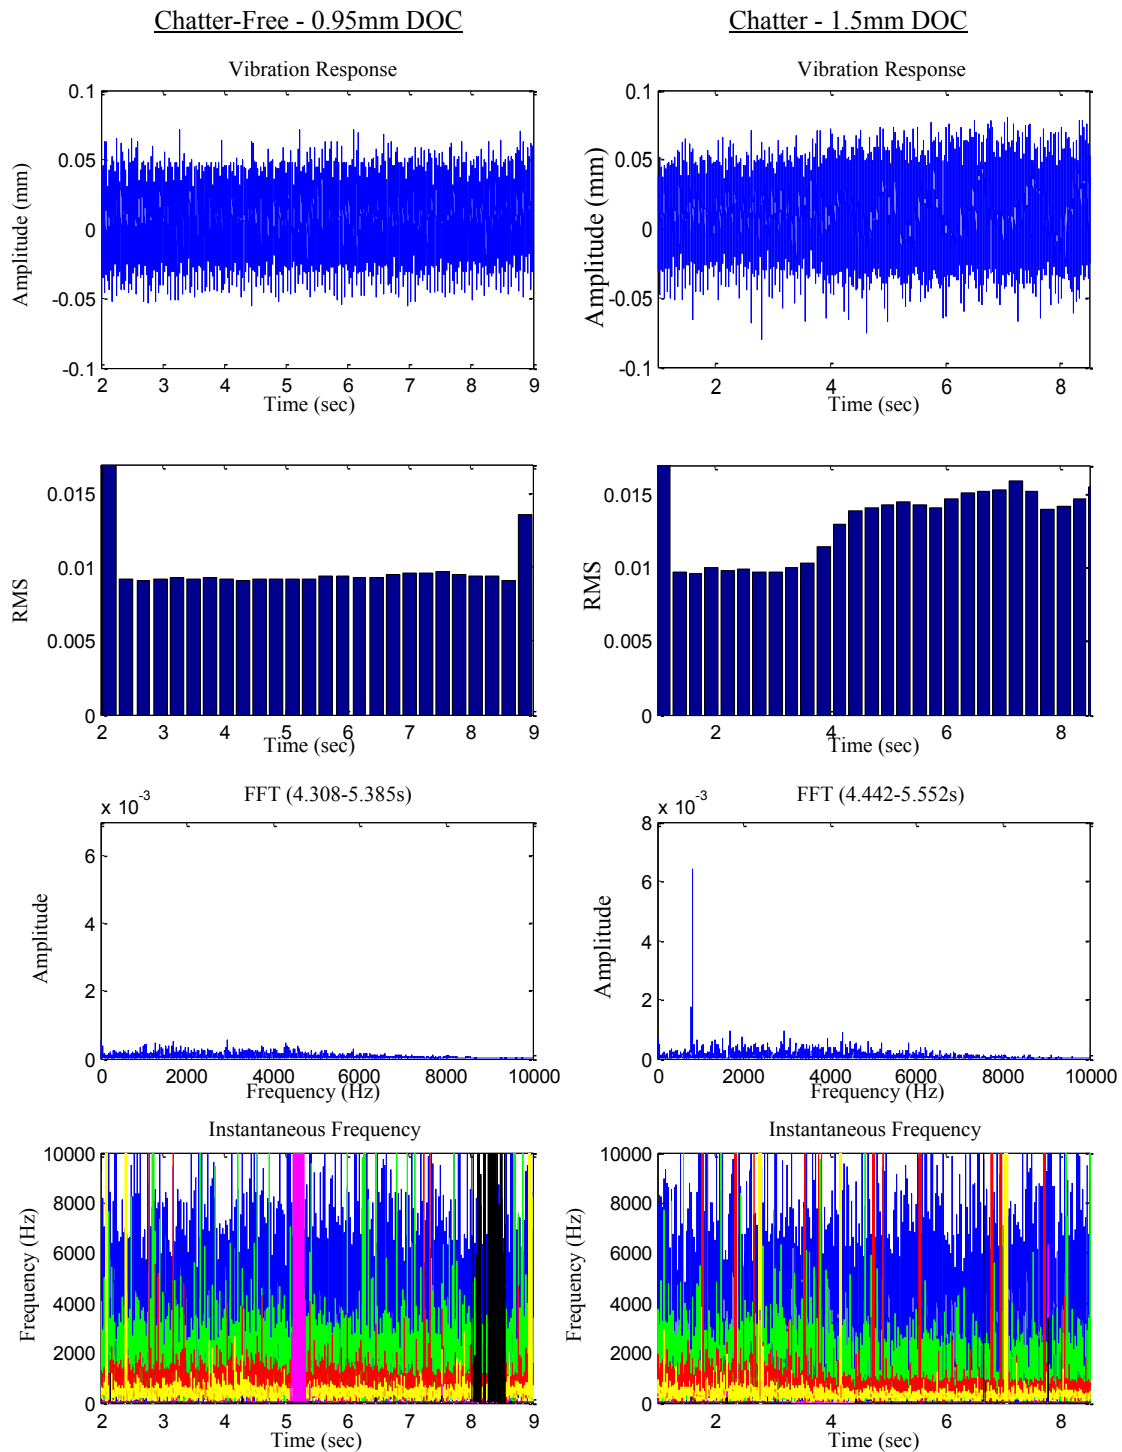 Chatter-Free - 0.95mm DOC
Chatter - 1.5mm DOC
Vibration Response
Amplitude (mm)
0.1
0.05
0
-0.05
-0.1
2 3 4 5 6 7 8 9
Time (sec)
Vibration Response
Amplitude (mm)
0.1
0.05
0
-0.05
-0.1
2 4 6 8
Time (sec)
RMS
0.015
0.01
0.005
0
2 3 4 5 6 7 8 9
Time (sec)
RMS
0.015
0.01
0.005
0
2 4 6 8
Time (sec)
x 10-3
FFT (4.308-5.385s)
Amplitude
6
4
2
0
0 2000 4000 6000 8000 10000
Frequency (Hz)
x 10-3
FFT (4.442-5.552s)
Amplitude
8
6
4
2
0
0 2000 4000 6000 8000 10000
Frequency (Hz)
Instantaneous Frequency
Frequency (Hz)
10000
8000
6000
4000
2000
0
2 3 4 5 6 7 8 9
Time (sec)
Instantaneous Frequency
Frequency (Hz)
10000
8000
6000
4000
2000
0
2 4 6 8
Time (sec)